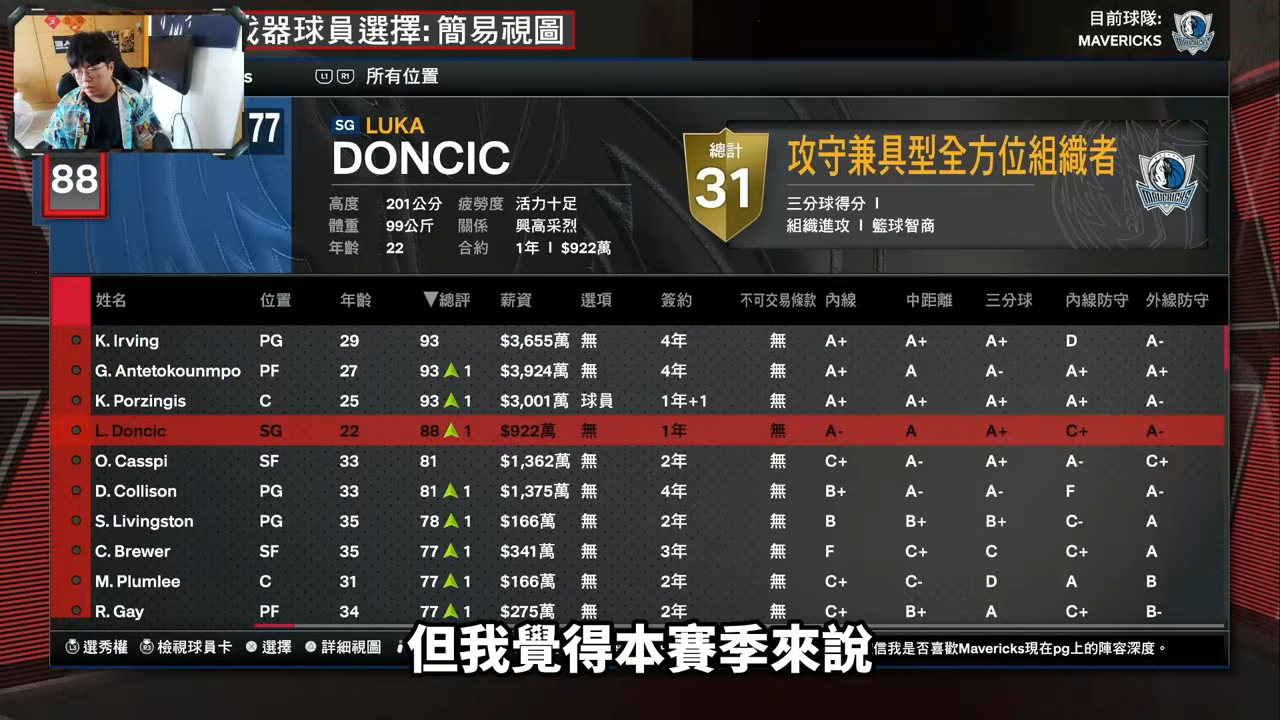 戏器球員選擇: 簡易視圖
目前球隊:
MAVERICKS
s L1 R1 所有位置
77
88
SG LUKA
DONCIC
高度 201公分 疲勞度 活力十足
體重 99公斤 關係 興高采烈
年齡 22 合約 1年 I $922萬
總計
31
攻守兼具型全方位組織者
三分球得分 I
組織進攻 I 籃球智商
姓名 位置 年齡 ▼總評 薪資 選項 簽約 不可交易條款 內線 中距離 三分球 內線防守 外線防守
K. Irving PG 29 93 $3,655萬 無 4年 無 A+ A+ A+ D A-
G. Antetokounmpo PF 27 93 1 $3,924萬 無 4年 無 A+ A A- A+ A+
K. Porzingis C 25 93 1 $3,001萬 球員 1年+1 無 A+ A+ A+ A+ A-
L. Doncic SG 22 88 1 $922萬 無 1年 無 A- A A+ C+ A-
O. Casspi SF 33 81 $1,362萬 無 2年 無 C+ A- A+ A- C+
D. Collison PG 33 81 1 $1,375萬 無 4年 無 B+ A- A- F A-
S. Livingston PG 35 78 1 $166萬 無 2年 無 B B+ B+ C- A
C. Brewer SF 35 77 1 $341萬 無 3年 無 F C+ C C+ A
M. Plumlee C 31 77 1 $166萬 無 2年 無 C+ C- D A B
R. Gay PF 34 77 1 $275萬 無 2年 無 C+ B+ A C+ B-
選秀權 檢視球員卡 選擇 詳細視圖
信我是否喜歡Mavericks現在pg上的陣容深度。
但我覺得本賽季來說